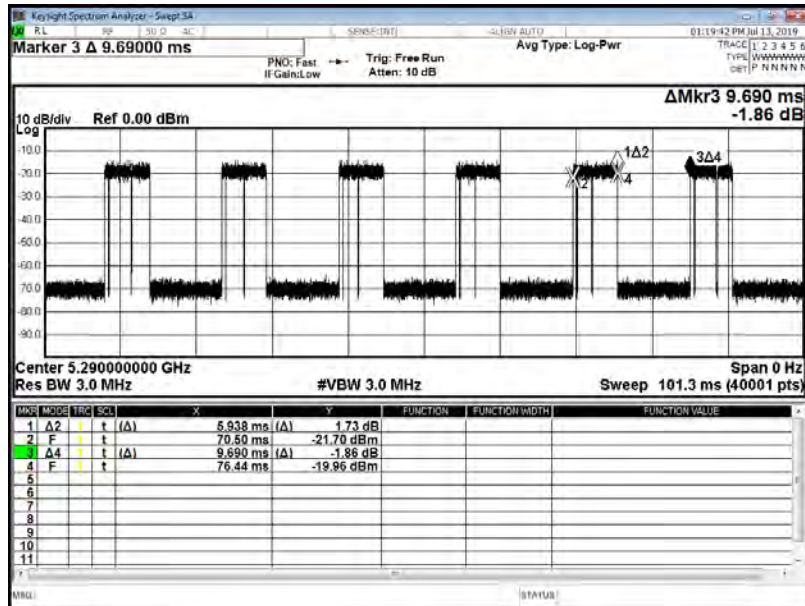 Keysight Spectrum Analyzer - Swept SA
RL RF 50 Ω AC SENSE:INT ALIGN AUTO 01:19:42 PM Jul 13, 2019
Marker 3 Δ 9.69000 ms
PNO: Fast
IFGain:Low
Trig: Free Run
Atten: 10 dB
Avg Type: Log-Pwr
TRACE 1 2 3 4 5 6
TYPE WWWWWW
DET P N N N N N
ΔMkr3 9.690 ms
-1.86 dB
10 dB/div Ref 0.00 dBm
Log
-10.0
-20.0
-30.0
-40.0
-50.0
-60.0
-70.0
-80.0
-90.0
1Δ2
3Δ4
2
4
Center 5.290000000 GHz Span 0 Hz
Res BW 3.0 MHz #VBW 3.0 MHz Sweep 101.3 ms (40001 pts)
MKR MODE TRC SCL X Y FUNCTION FUNCTION WIDTH FUNCTION VALUE
1 Δ2 1 t (Δ) 5.938 ms (Δ) 1.73 dB
2 F 1 t 70.50 ms -21.70 dBm
3 Δ4 1 t (Δ) 9.690 ms (Δ) -1.86 dB
4 F 1 t 76.44 ms -19.96 dBm
5
6
7
8
9
10
11
MSG STATUS